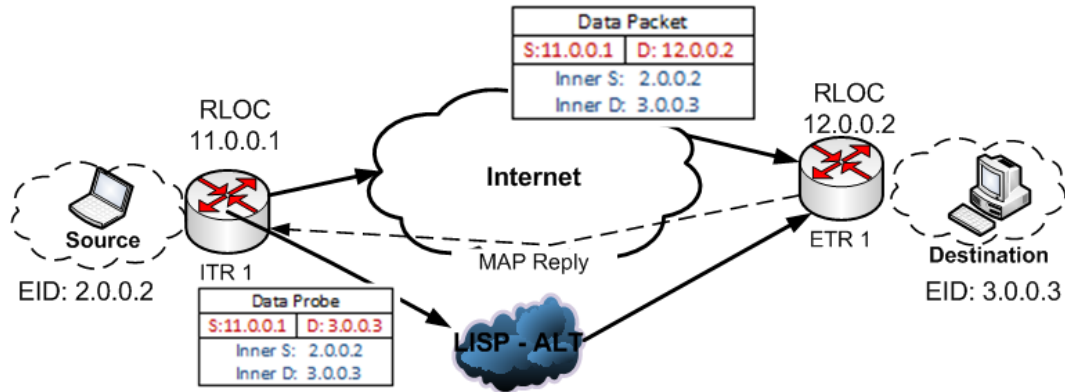 Data Packet
S:11.0.0.1 D: 12.0.0.2
Inner S: 2.0.0.2
Inner D: 3.0.0.3
RLOC
11.0.0.1
RLOC
12.0.0.2
Internet
Source
Destination
ITR 1
ETR 1
MAP Reply
EID: 2.0.0.2
EID: 3.0.0.3
Data Probe
S:11.0.0.1 D: 3.0.0.3
Inner S: 2.0.0.2
Inner D: 3.0.0.3
LISP - ALT